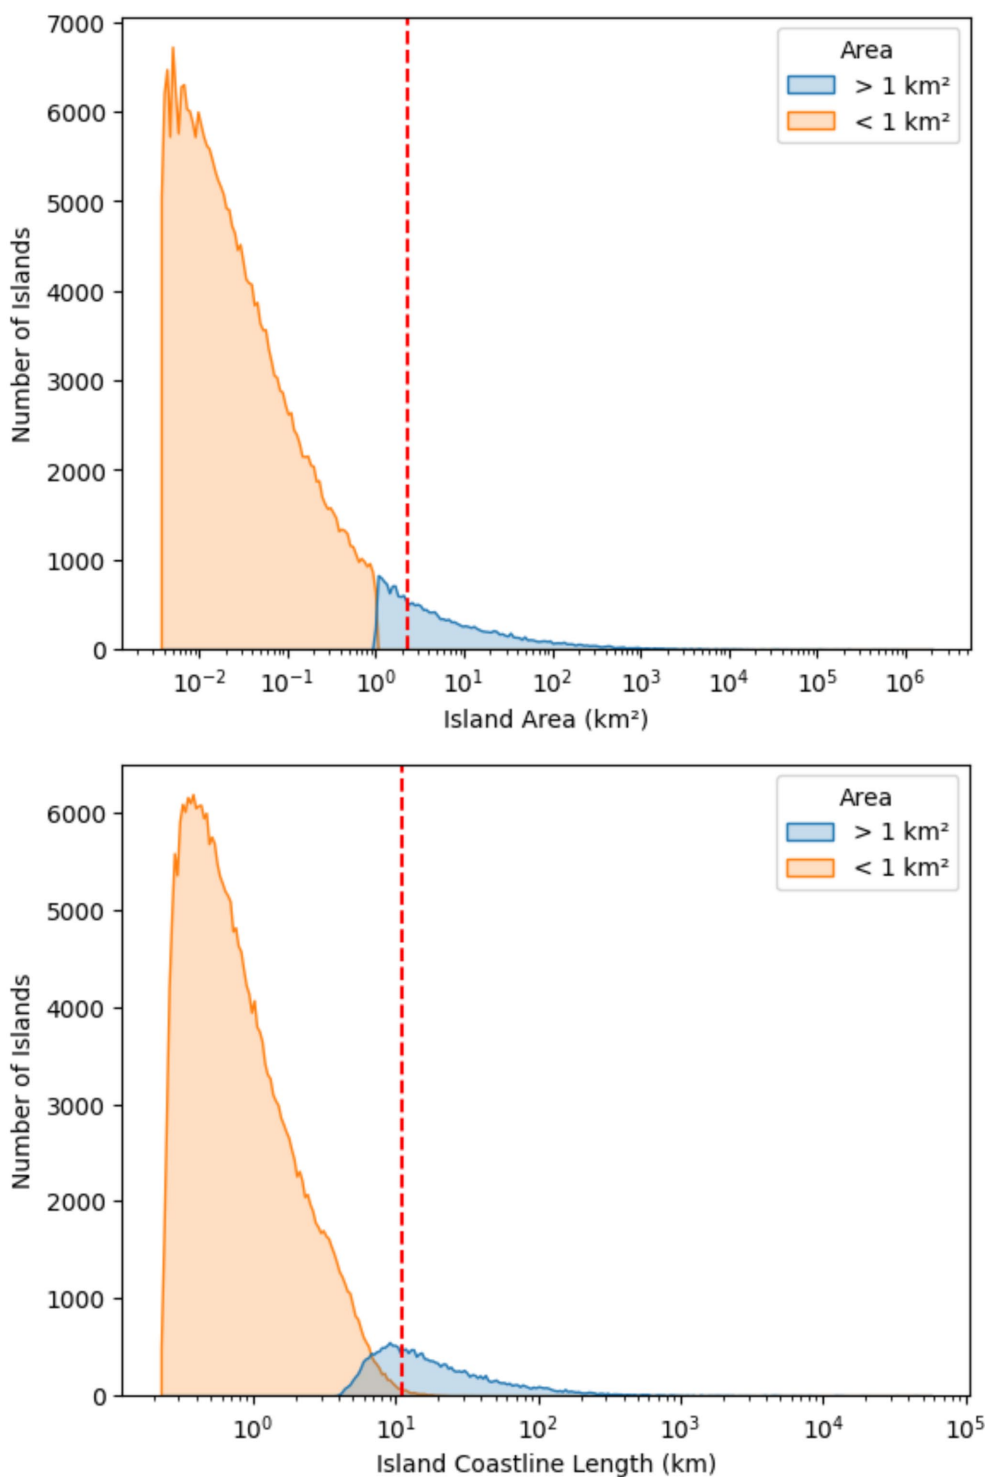 7000
6000
5000
4000
3000
2000
1000
0
Number of Islands
Area
> 1 km²
< 1 km²
10⁻² 10⁻¹ 10⁰ 10¹ 10² 10³ 10⁴ 10⁵ 10⁶
Island Area (km²)
6000
5000
4000
3000
2000
1000
0
Number of Islands
Area
> 1 km²
< 1 km²
10⁰ 10¹ 10² 10³ 10⁴ 10⁵
Island Coastline Length (km)